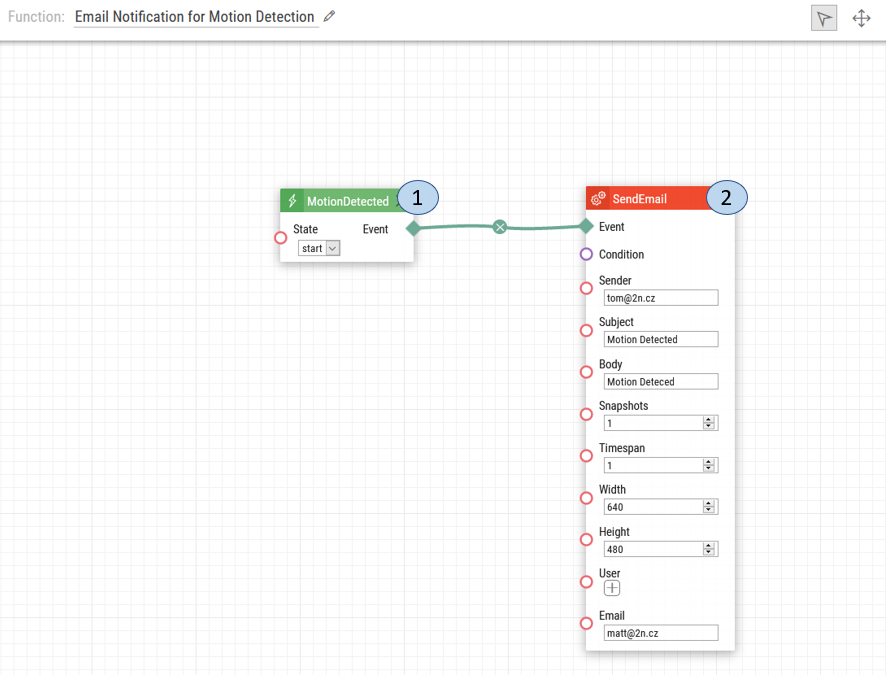 Function: Email Notification for Motion Detection
MotionDetected
1
State
Event
start
SendEmail
2
Event
Condition
Sender
tom@2n.cz
Subject
Motion Detected
Body
Motion Deteced
Snapshots
1
Timespan
1
Width
640
Height
480
User
Email
matt@2n.cz